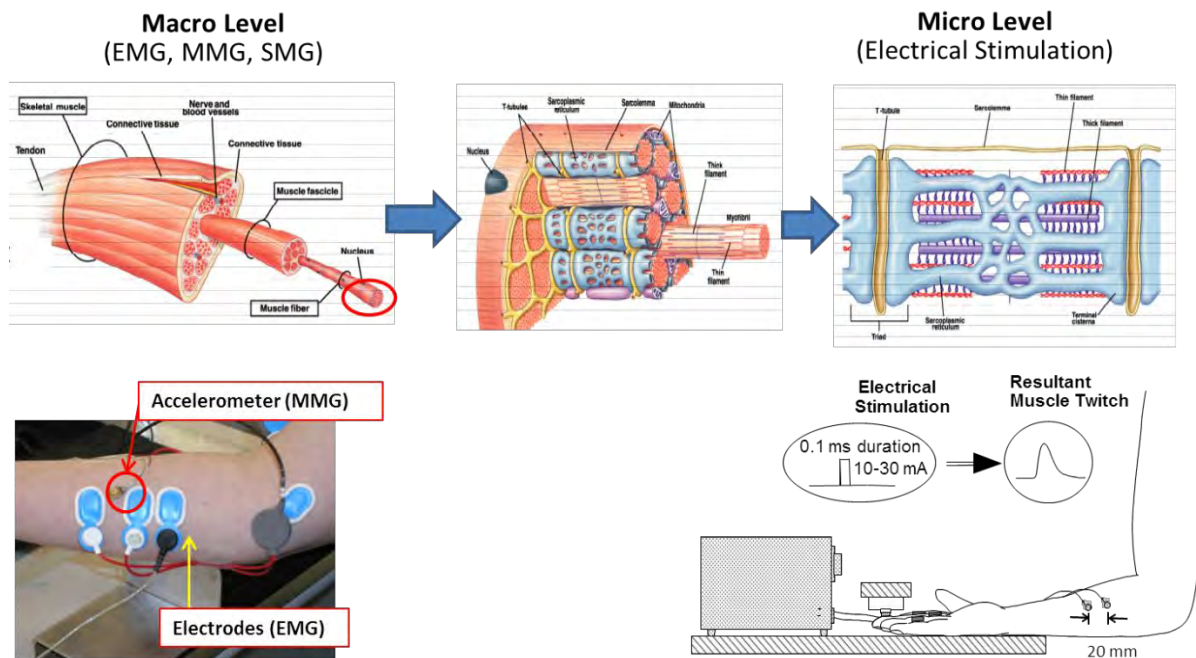 Macro Level
(EMG, MMG, SMG)
Micro Level
(Electrical Stimulation)
Skeletal muscle
Nerve and
blood vessels
Connective tissue
Connective tissue
Tendon
Muscle fascicle
Nucleus
Muscle fiber
T-tubules
Sarcoplasmic
reticulum
Sarcolemma
Mitochondria
Nucleus
Think
filament
Myofibril
Thin
filament
T-tubule
Sarcolemma
Thin filament
Thick filament
Triad
Sarcoplasmic
reticulum
Terminal
cisterna
Accelerometer (MMG)
Electrodes (EMG)
Electrical
Stimulation
Resultant
Muscle Twitch
0.1 ms duration
10-30 mA
20 mm